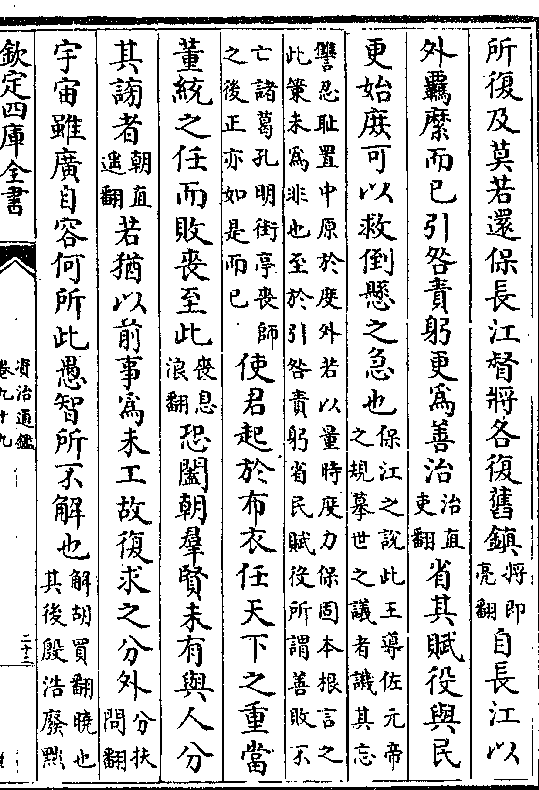 所復及莫若還保長江督將各復舊鎮將即亮翻自長江以
外羈縻而已引咎責躬更為善治治直吏翻省其賦役與民
更始庶可以救倒懸之急也保江之說此王導佐元帝之規摹世之議者譏其忘
讐忍耻置中原於度外若以量時度力保固本根言之此策未為非也至於引咎責躬省民賦役所謂善敗不
亡諸葛孔明街亭喪師之後正亦如是而已使君起於布衣任天下之重當
董統之任而敗喪至此喪息浪翻恐闔朝羣賢未有與人分
其謗者朝直遥翻若猶以前事為未工故復求之分外分扶問翻
宇宙雖廣自容何所此愚智所不解也解胡買翻曉也其後殷浩廢黜
欽定四庫全書
資治通鑑
卷九十九
二十二